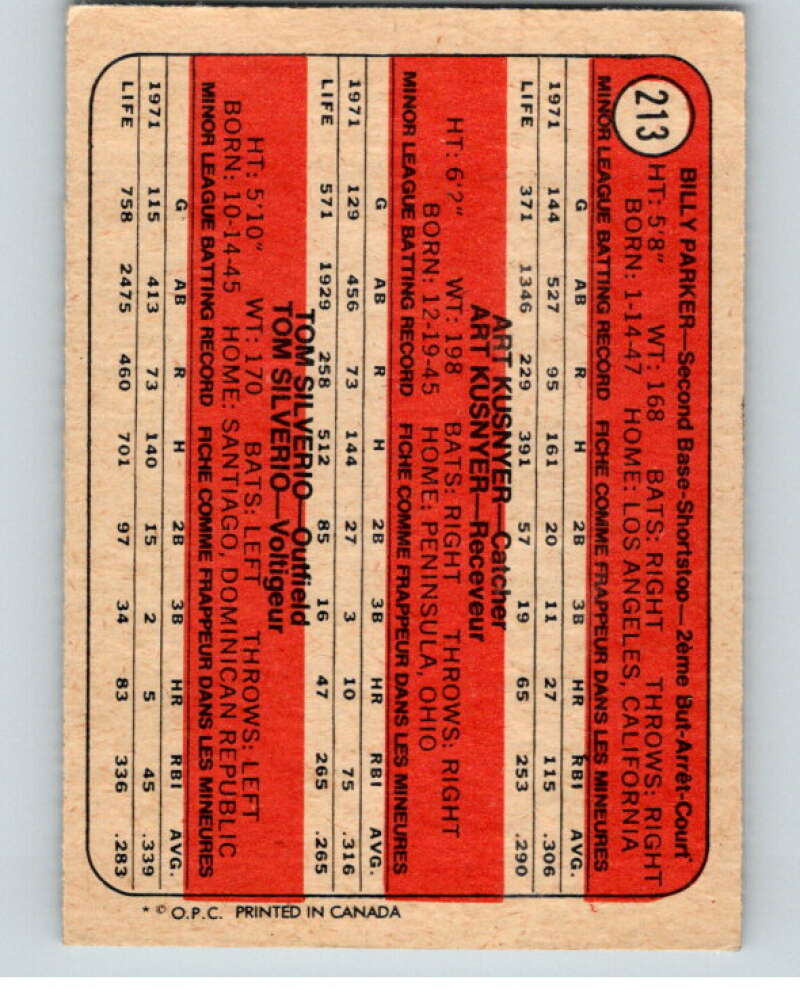 213
BILLY PARKER—Second Base-Shortstop—2ème But-Arrêt-Court
HT: 5'8" WT: 168 BATS: RIGHT THROWS: RIGHT
BORN: 1-14-47 HOME: LOS ANGELES, CALIFORNIA
MINOR LEAGUE BATTING RECORD FICHE COMME FRAPPEUR DANS LES MINEURES
G AB R H 2B 3B HR RBI AVG.
1971 144 527 95 161 20 11 27 115 .306
LIFE 371 1346 229 391 57 19 65 253 .290
ART KUSNYER—Catcher
ART KUSNYER—Receveur
HT: 6'2" WT: 198 BATS: RIGHT THROWS: RIGHT
BORN: 12-19-45 HOME: PENINSULA, OHIO
MINOR LEAGUE BATTING RECORD FICHE COMME FRAPPEUR DANS LES MINEURES
G AB R H 2B 3B HR RBI AVG.
1971 129 456 73 144 27 3 10 75 .316
LIFE 571 1929 258 512 85 16 47 265 .265
TOM SILVERIO—Outfield
TOM SILVERIO—Voltigeur
HT: 5'10" WT: 170 BATS: LEFT THROWS: LEFT
BORN: 10-14-45 HOME: SANTIAGO, DOMINICAN REPUBLIC
MINOR LEAGUE BATTING RECORD FICHE COMME FRAPPEUR DANS LES MINEURES
G AB R H 2B 3B HR RBI AVG.
1971 115 413 73 140 15 2 5 45 .339
LIFE 758 2475 460 701 97 34 83 336 .283
* © O.P.C. PRINTED IN CANADA